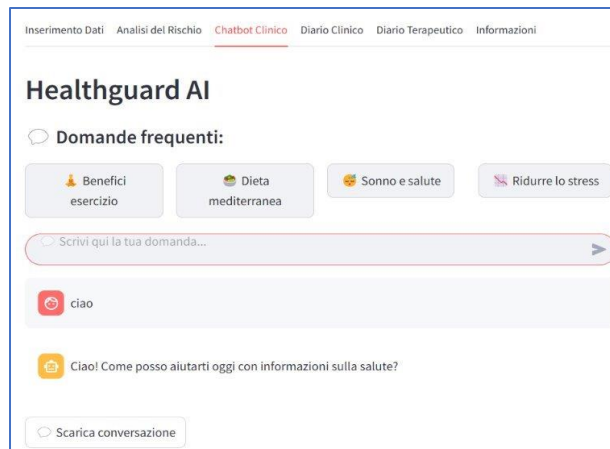 Inserimento Dati Analisi del Rischio Chatbot Clinico Diario Clinico Diario Terapeutico Informazioni
Healthguard AI
Domande frequenti:
Benefici
esercizio
Dieta
mediterranea
Sonno e salute
Ridurre lo stress
Scrivi qui la tua domanda...
ciao
Ciao! Come posso aiutarti oggi con informazioni sulla salute?
Scarica conversazione